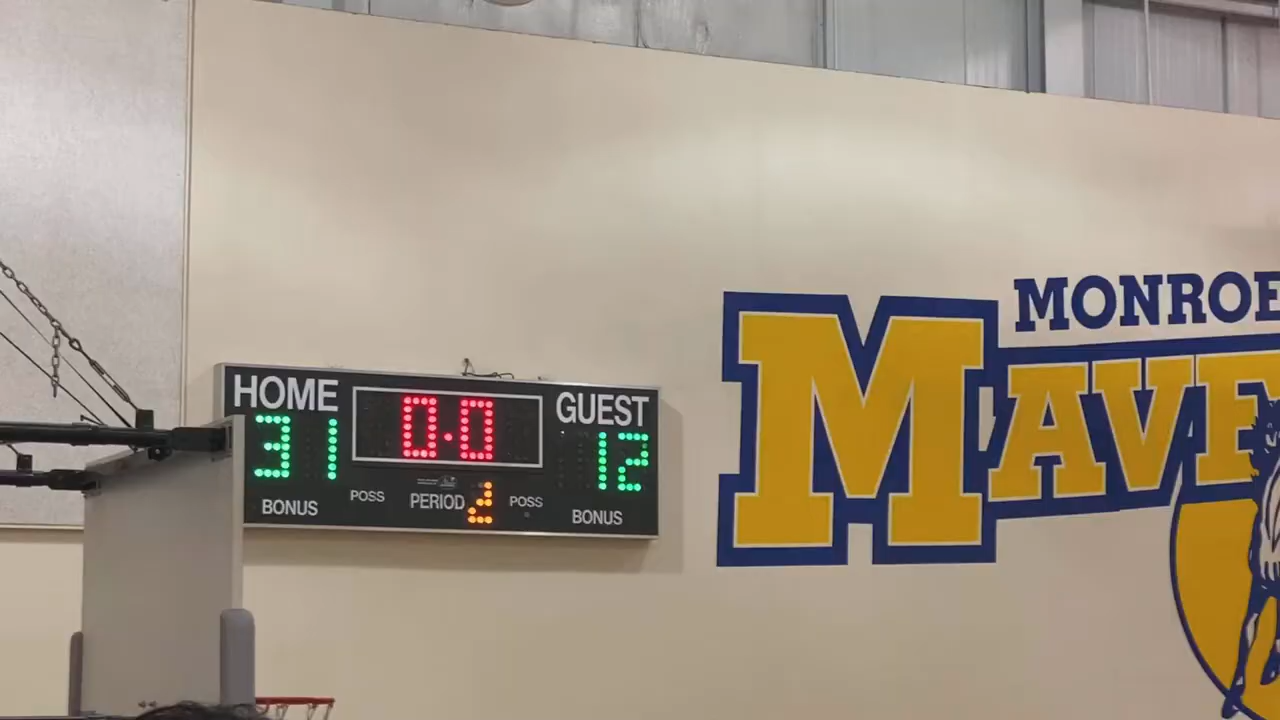 MONROE
MAVE
HOME
0.0
GUEST
31
12
BONUS
POSS
PERIOD 2
POSS
BONUS